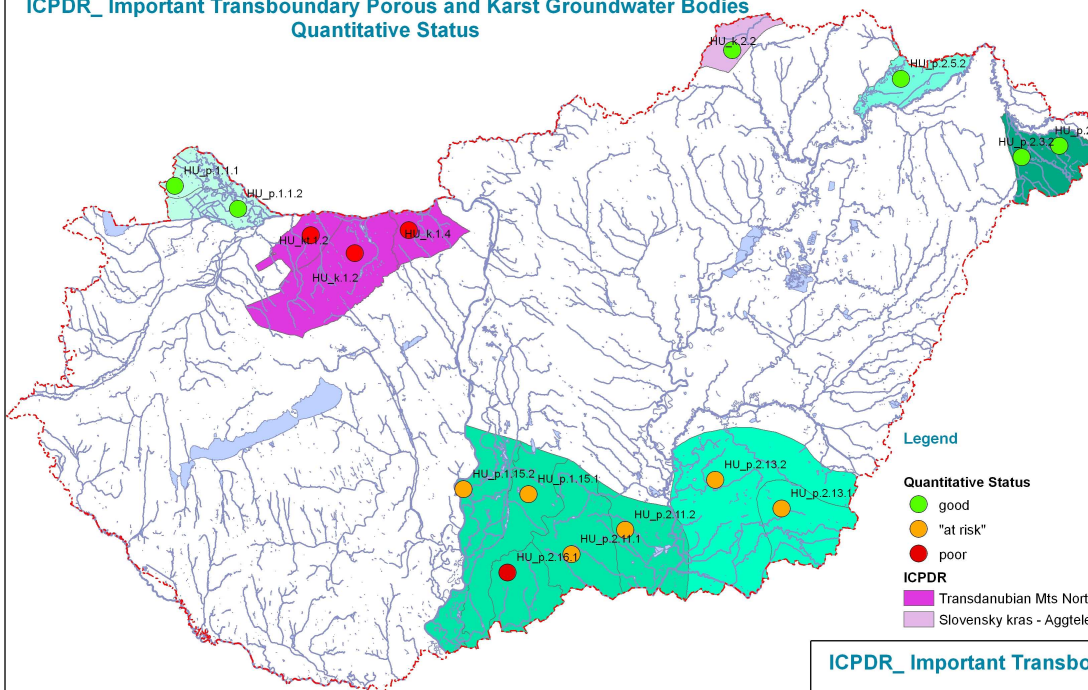 ICPDR_ Important Transboundary Porous and Karst Groundwater Bodies
Quantitative Status
HU_k.2.2
HU_p.2.5.2
HU_p.2
HU_p.2.3.2
HU_p.1.1.1
HU_p.1.1.2
HU_k.1.4
HU_kt.1.2
HU_k.1.2
Legend
HU_p.2.13.2
HU_p.1.15.2
HU_p.1.15.1
Quantitative Status
HU_p.2.13.1
good
HU_p.2.11.2
"at risk"
HU_p.2.11.1
HU_p.2.16.1
poor
ICPDR
Transdanubian Mts Nort
Slovensky kras - Aggtele
ICPDR_ Important Transbo